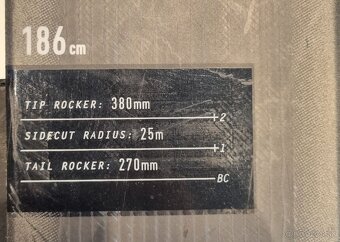 186cm
TIP ROCKER: 380mm
+2
SIDECUT RADIUS: 25m
+1
TAIL ROCKER: 270mm
BC